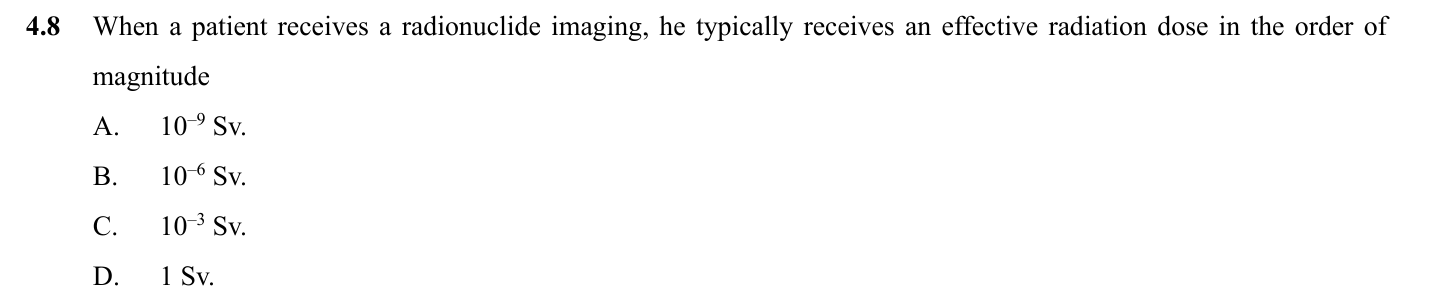 4.8 When a patient receives a radionuclide imaging, he typically receives an effective radiation dose in the order of
magnitude
A. 10⁻⁹ Sv.
B. 10⁻⁶ Sv.
C. 10⁻³ Sv.
D. 1 Sv.